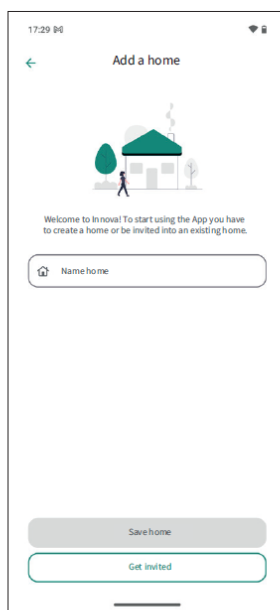 17:29
Add a home
Welcome to Innova! To start using the App you have
to create a home or be invited into an existing home.
Name home
Save home
Get invited